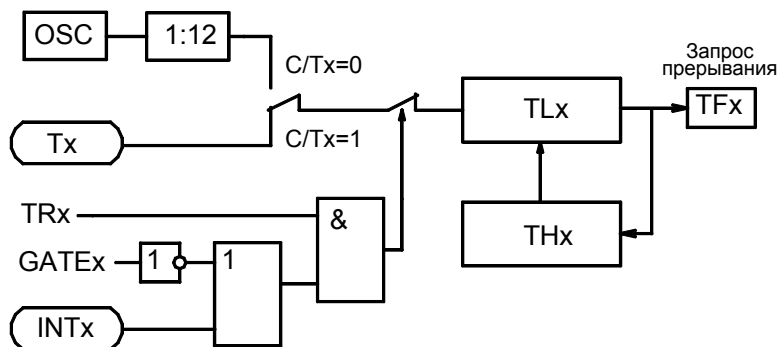 OSC
1:12
C/Tx=0
Запрос
прерывания
TLx
TFx
Tx
C/Tx=1
TRx
&
THx
GATEx
1
1
INTx